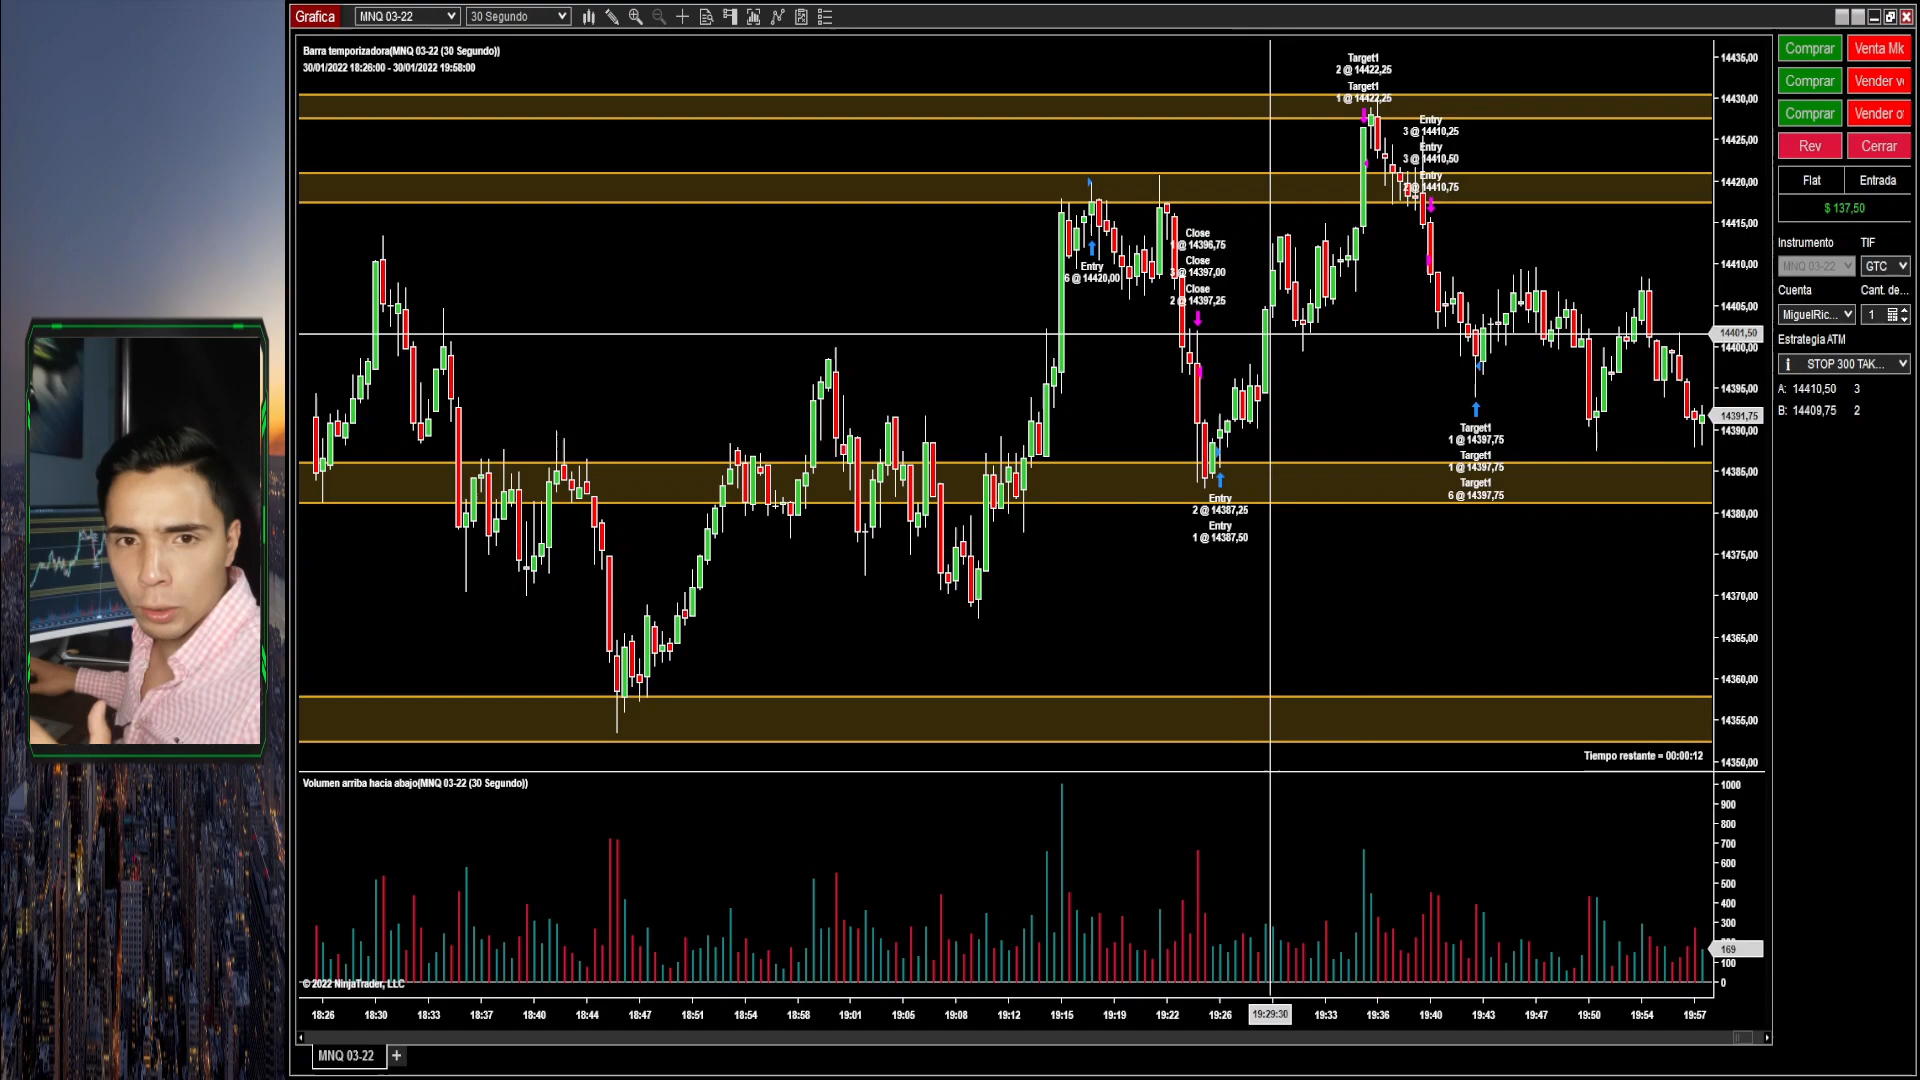 Grafica
MNQ 03-22
30 Segundo
Barra temporizadora(MNQ 03-22 (30 Segundo))
30/01/2022 18:26:00 - 30/01/2022 19:58:00
Target1
2 @ 14422,25
Target1
1 @ 14422,25
Entry
3 @ 14410,25
Entry
3 @ 14410,50
Entry
2 @ 14410,75
Close
1 @ 14396,75
Close
3 @ 14397,00
Close
2 @ 14397,25
Entry
6 @ 14420,00
Entry
2 @ 14387,25
Entry
1 @ 14387,50
Target1
1 @ 14397,75
Target1
1 @ 14397,75
Target1
6 @ 14397,75
Tiempo restante = 00:00:12
14435,00
14430,00
14425,00
14420,00
14415,00
14410,00
14405,00
14401,50
14400,00
14395,00
14391,75
14390,00
14385,00
14380,00
14375,00
14370,00
14365,00
14360,00
14355,00
14350,00
Volumen arriba hacia abajo(MNQ 03-22 (30 Segundo))
1000
900
800
700
600
500
400
300
169
100
0
© 2022 NinjaTrader, LLC
18:26 18:30 18:33 18:37 18:40 18:44 18:47 18:51 18:54 18:58 19:01 19:05 19:08 19:12 19:15 19:19 19:22 19:26 19:29:30 19:33 19:36 19:40 19:43 19:47 19:50 19:54 19:57
MNQ 03-22 +
Comprar Venta Mk
Comprar Vender
Comprar Vender
Rev Cerrar
Flat Entrada
$ 137,50
Instrumento TIF
MNQ 03-22 GTC
Cuenta Cant. de...
MiguelRic... 1
Estrategia ATM
STOP 300 TAK...
A: 14410,50 3
B: 14409,75 2